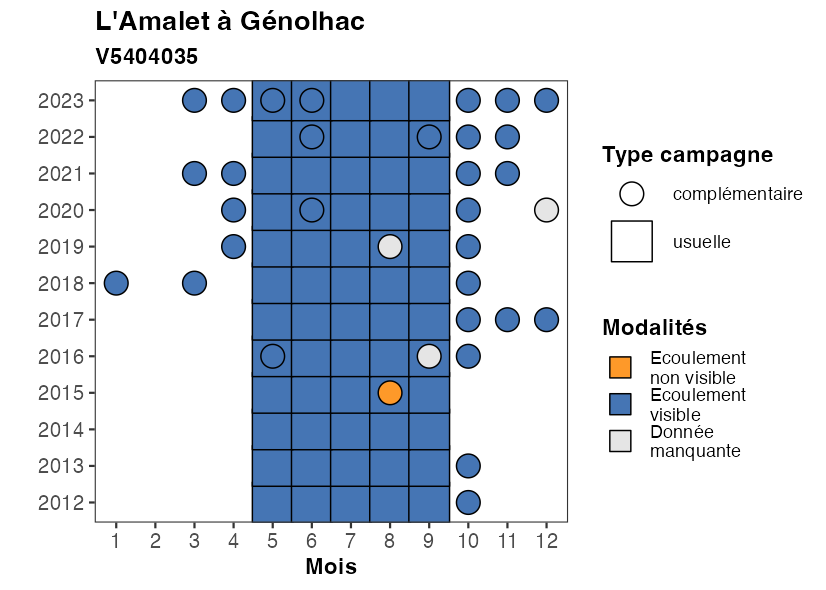 L'Amalet à Génolhac
V5404035
2023
2022
2021
2020
2019
2018
2017
2016
2015
2014
2013
2012
1 2 3 4 5 6 7 8 9 10 11 12
Mois
Type campagne
complémentaire
usuelle
Modalités
Ecoulement
non visible
Ecoulement
visible
Donnée
manquante